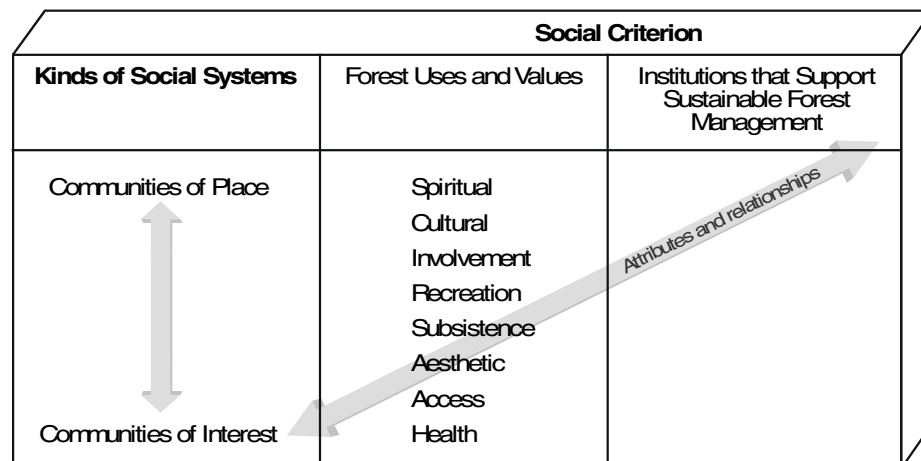 Social Criterion
Kinds of Social Systems
Forest Uses and Values
Institutions that Support
Sustainable Forest
Management
Communities of Place
Communities of Interest
Spiritual
Cultural
Involvement
Recreation
Subsistence
Aesthetic
Access
Health
Attributes and relationships